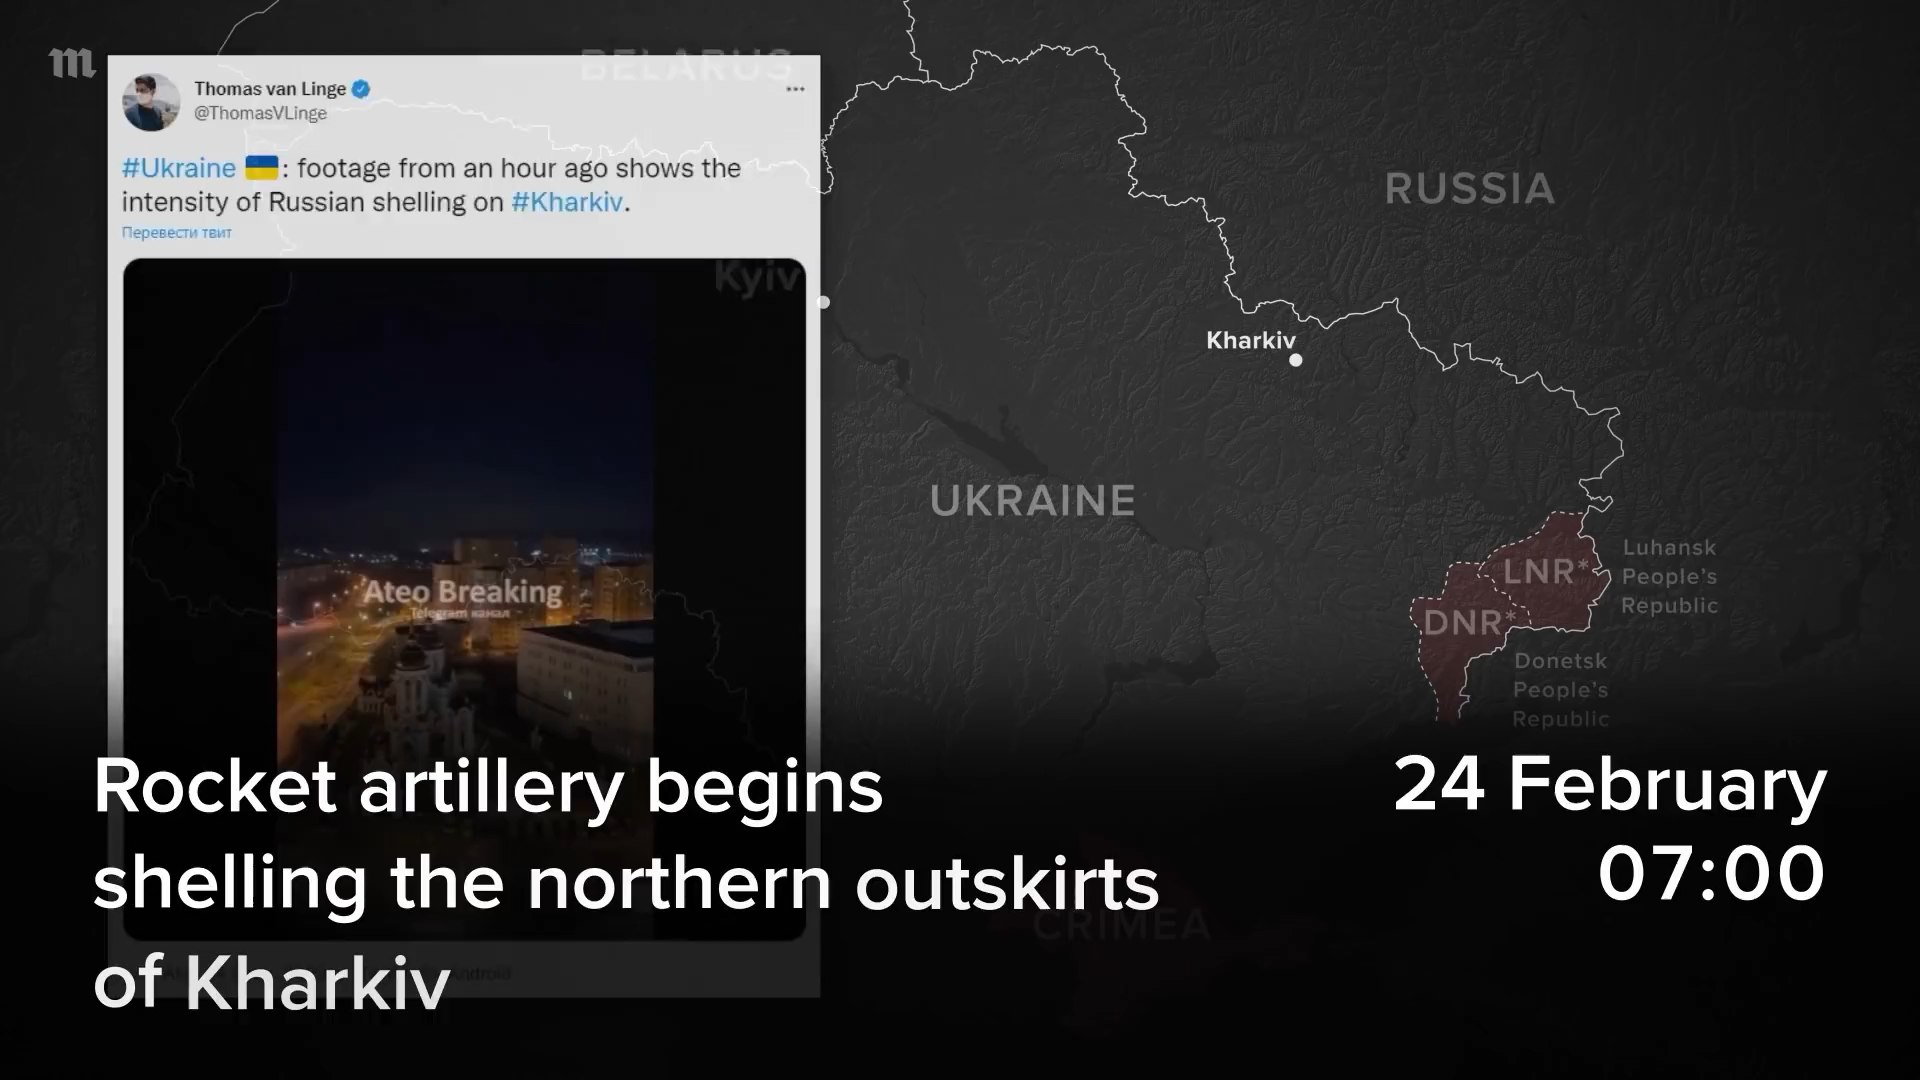 m
BELARUS
Thomas van Linge
@ThomasVLinge
#Ukraine 🇺🇦: footage from an hour ago shows the
intensity of Russian shelling on #Kharkiv.
Перевести твит
Kyiv
RUSSIA
Kharkiv
UKRAINE
Ateo Breaking
Telegram канал
LNR*
Luhansk
People's
Republic
DNR*
Donetsk
People's
Republic
Rocket artillery begins
shelling the northern outskirts
of Kharkiv
24 February
07:00
CRIMEA